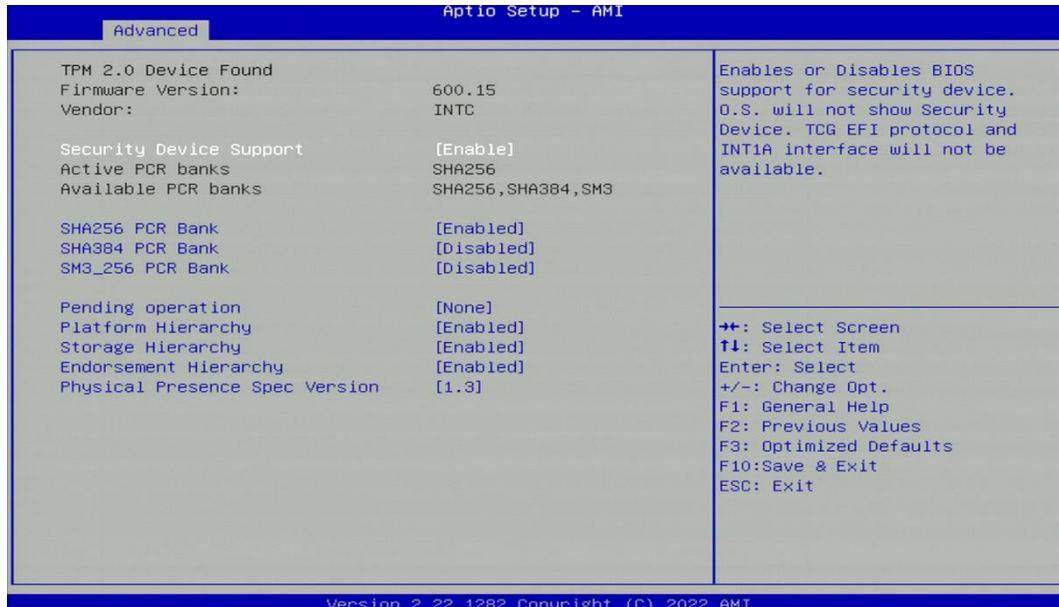 Aptio Setup – AMI
Advanced
TPM 2.0 Device Found
Firmware Version: 600.15
Vendor: INTC
Security Device Support [Enable]
Active PCR banks SHA256
Available PCR banks SHA256,SHA384,SM3
SHA256 PCR Bank [Enabled]
SHA384 PCR Bank [Disabled]
SM3_256 PCR Bank [Disabled]
Pending operation [None]
Platform Hierarchy [Enabled]
Storage Hierarchy [Enabled]
Endorsement Hierarchy [Enabled]
Physical Presence Spec Version [1.3]
Enables or Disables BIOS
support for security device.
O.S. will not show Security
Device. TCG EFI protocol and
INT1A interface will not be
available.
→←: Select Screen
↑↓: Select Item
Enter: Select
+/-: Change Opt.
F1: General Help
F2: Previous Values
F3: Optimized Defaults
F10:Save & Exit
ESC: Exit
Version 2.22.1282 Copyright (C) 2022 AMI